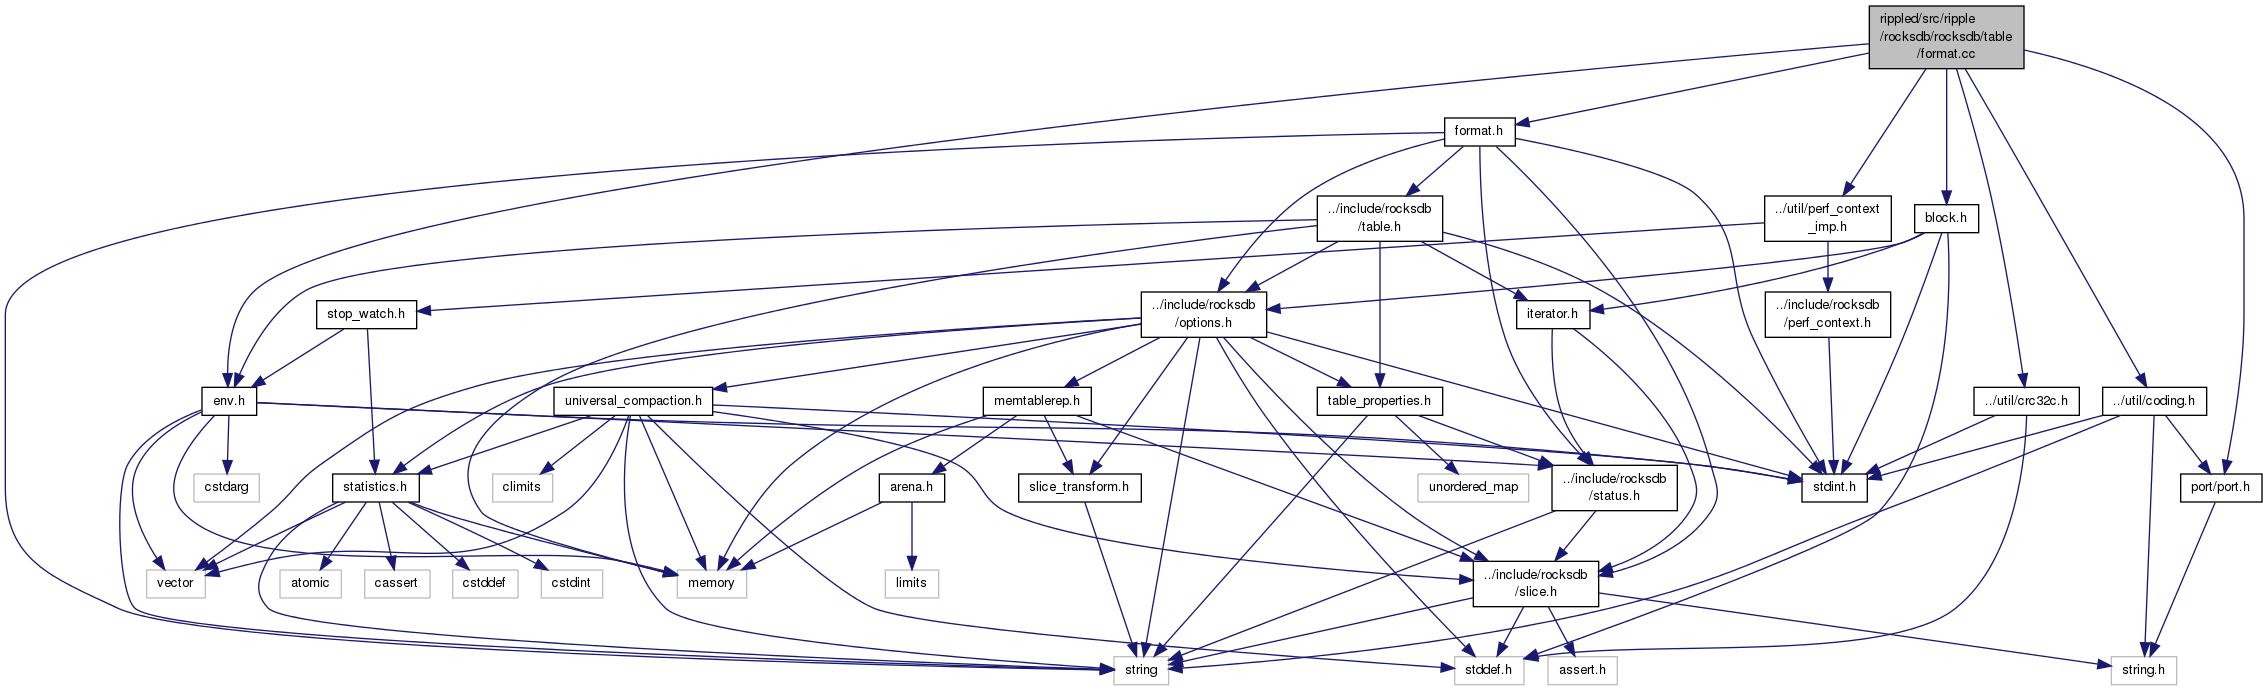 rippled/src/ripple
/rocksdb/rocksdb/table
/format.cc
format.h
../include/rocksdb
/table.h
../util/perf_context
_imp.h
block.h
stop_watch.h
../include/rocksdb
/options.h
iterator.h
../include/rocksdb
/perf_context.h
env.h
universal_compaction.h
memtablerep.h
table_properties.h
../util/crc32c.h
../util/coding.h
cstdarg
statistics.h
climits
arena.h
slice_transform.h
unordered_map
../include/rocksdb
/status.h
stdint.h
port/port.h
vector
atomic
cassert
cstddef
cstdint
memory
limits
../include/rocksdb
/slice.h
string
stddef.h
assert.h
string.h